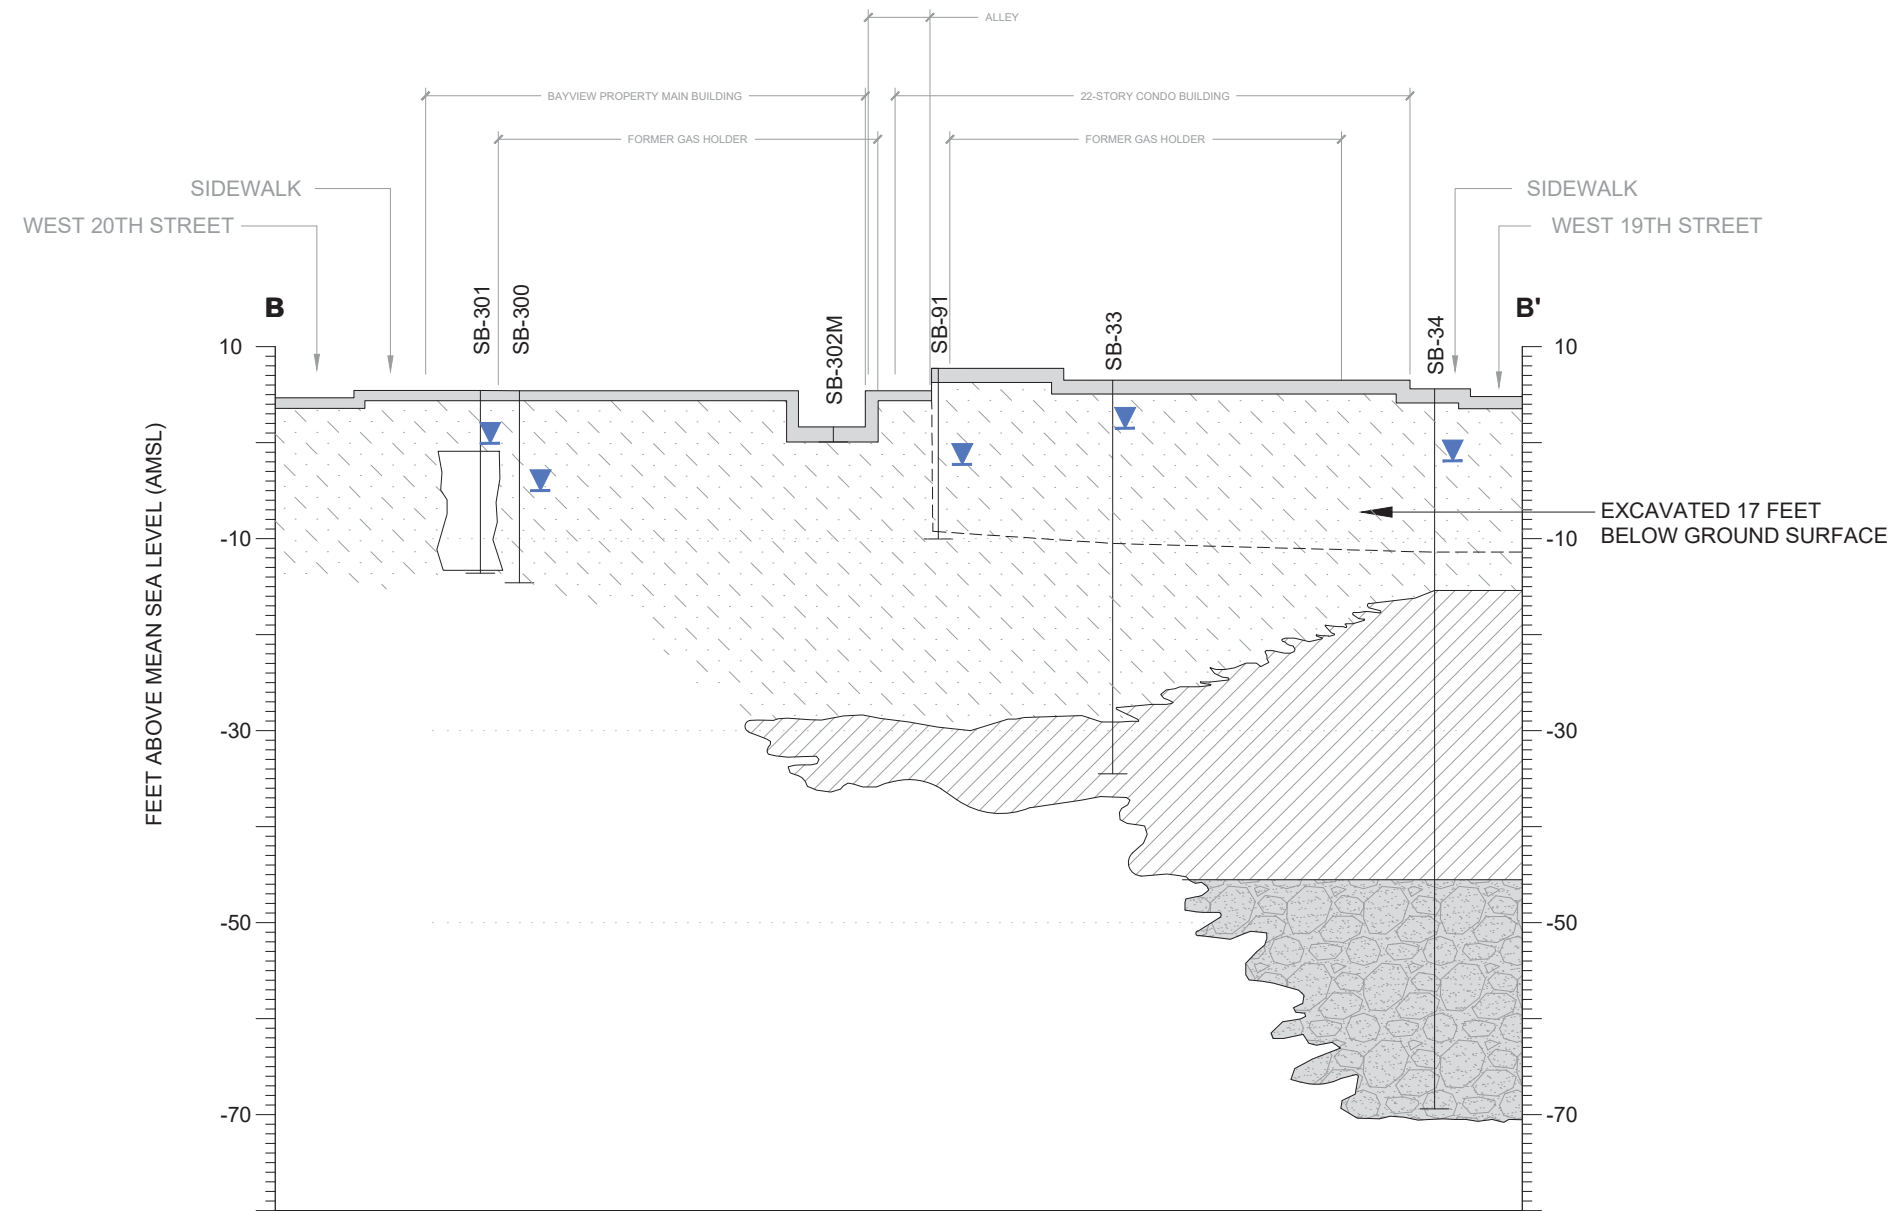 ALLEY
BAYVIEW PROPERTY MAIN BUILDING
22-STORY CONDO BUILDING
FORMER GAS HOLDER
FORMER GAS HOLDER
SIDEWALK
SIDEWALK
WEST 20TH STREET
WEST 19TH STREET
B
SB-301
SB-300
SB-302M
SB-91
SB-33
SB-34
B'
10
10
FEET ABOVE MEAN SEA LEVEL (AMSL)
EXCAVATED 17 FEET
BELOW GROUND SURFACE
-10
-10
-30
-30
-50
-50
-70
-70